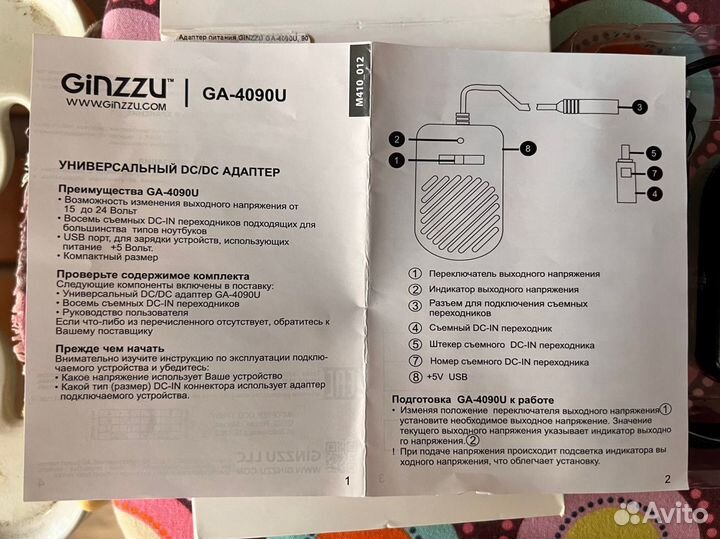 Адаптер питания GINZZU GA-4090U, 90
GiNZZU™
WWW.GINZZU.COM
GA-4090U
M410_012
УНИВЕРСАЛЬНЫЙ DC/DC АДАПТЕР
Преимущества GA-4090U
• Возможность изменения выходного напряжения от
15 до 24 Вольт
• Восемь съемных DC-IN переходников подходящих для
большинства типов ноутбуков
• USB порт, для зарядки устройств, использующих
питание +5 Вольт.
• Компактный размер
Проверьте содержимое комплекта
Следующие компоненты включены в поставку:
• Универсальный DC/DC адаптер GA-4090U
• Восемь съемных DC-IN переходников
• Руководство пользователя
Если что-либо из перечисленного отсутствует, обратитесь к
Вашему поставщику
Прежде чем начать
Внимательно изучите инструкцию по эксплуатации подклю-
чаемого устройства и убедитесь:
• Какое напряжение использует Ваше устройство
• Какой тип (размер) DC-IN коннектора использует адаптер
подключаемого устройства.
GINZZU LLC
WWW.GINZZU.COM
4
1
2
1
8
3
5
7
4
1 Переключатель выходного напряжения
2 Индикатор выходного напряжения
3 Разъем для подключения съемных
переходников
4 Съемный DC-IN переходник
5 Штекер съемного DC-IN переходника
7 Номер съемного DC-IN переходника
8 +5V USB
Подготовка GA-4090U к работе
• Изменяя положение переключателя выходного напряжения 1
установите необходимое выходное напряжение. Значение
текущего выходного напряжения указывает индикатор выходно
го напряжения. 2
! При подаче напряжения происходит подсветка индикатора вы
ходного напряжения, что облегчает установку.
3
2
Avito